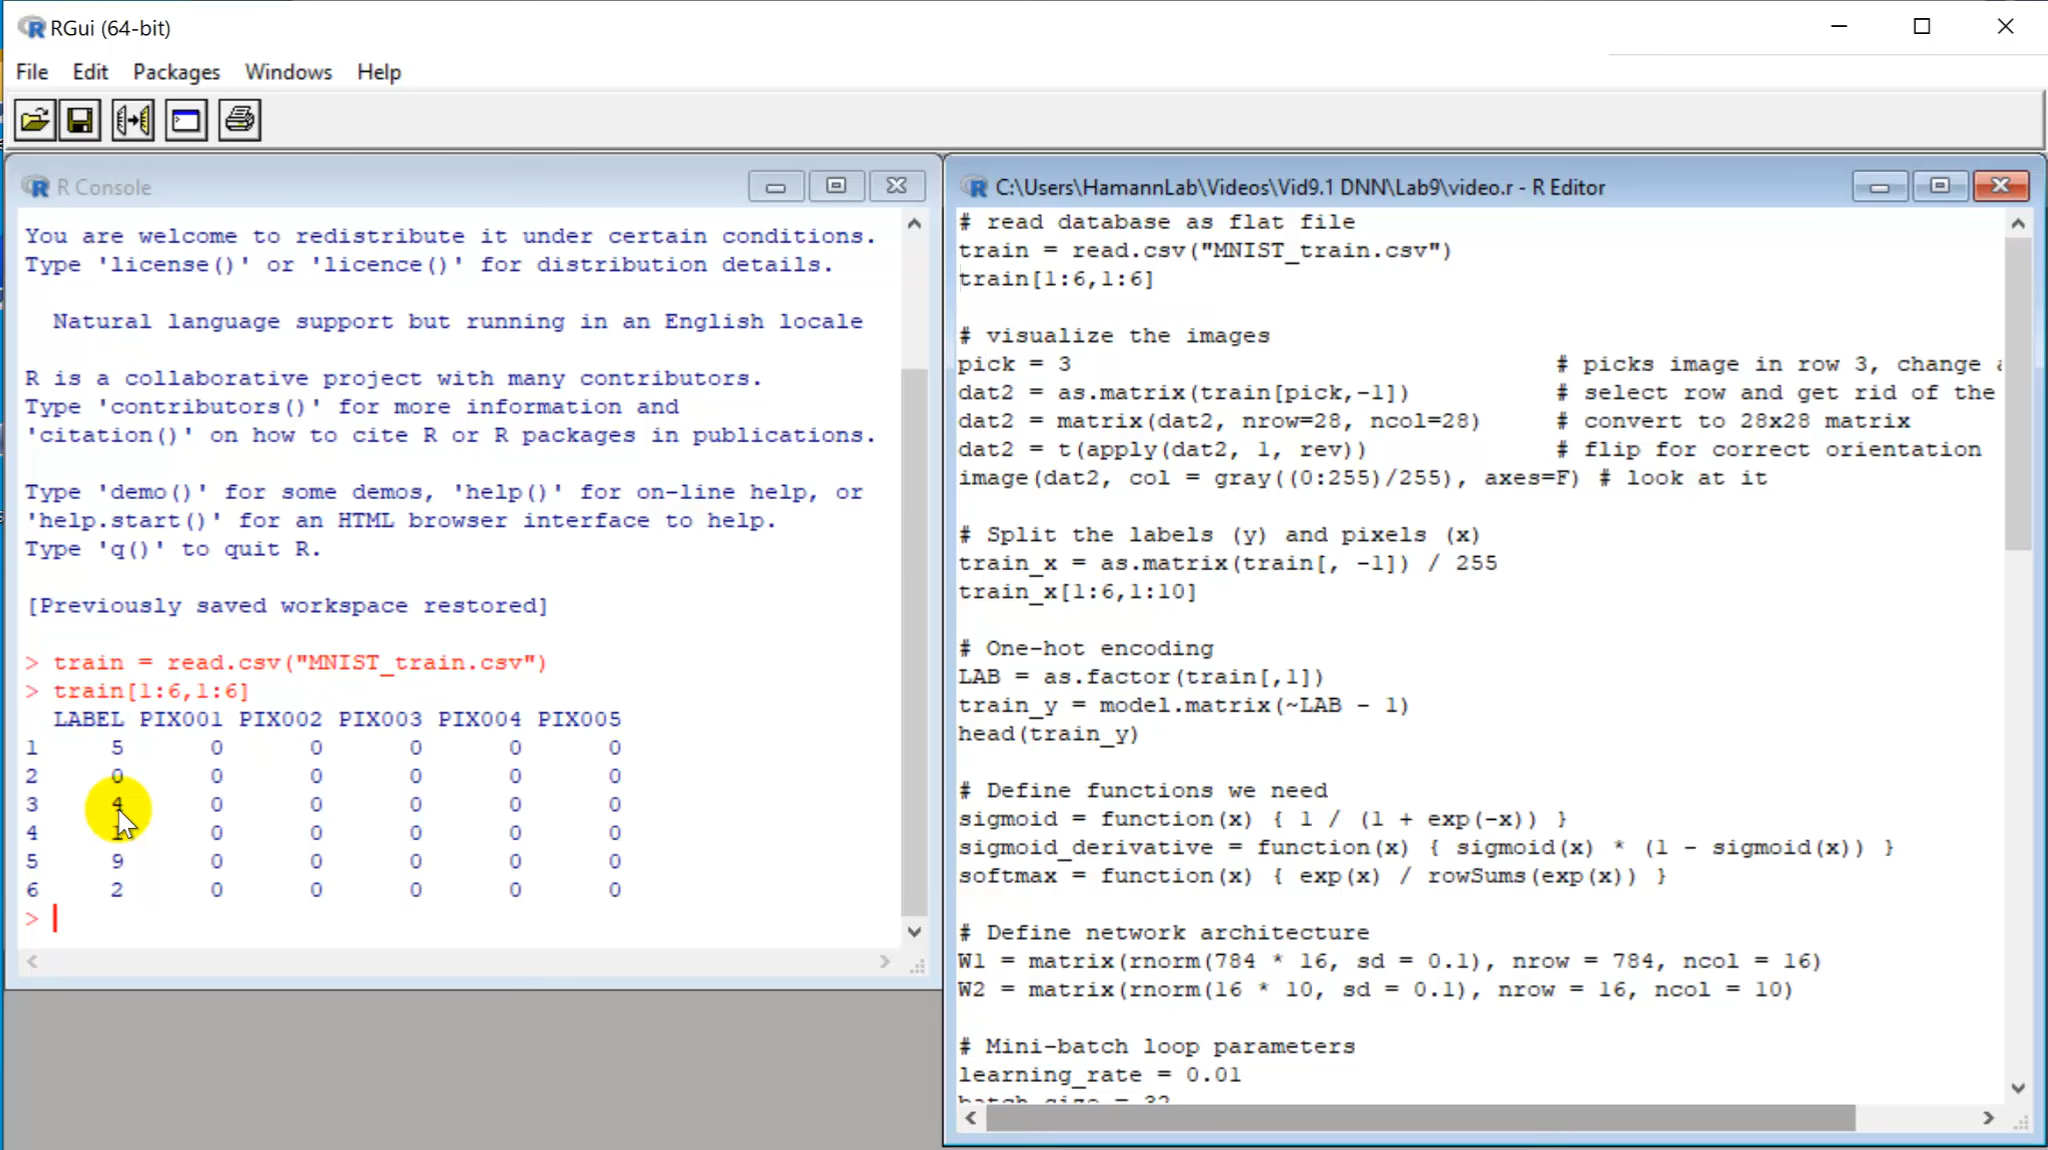 RGui (64-bit)
File Edit Packages Windows Help
R Console
You are welcome to redistribute it under certain conditions.
Type 'license()' or 'licence()' for distribution details.
Natural language support but running in an English locale
R is a collaborative project with many contributors.
Type 'contributors()' for more information and
'citation()' on how to cite R or R packages in publications.
Type 'demo()' for some demos, 'help()' for on-line help, or
'help.start()' for an HTML browser interface to help.
Type 'q()' to quit R.
[Previously saved workspace restored]
> train = read.csv("MNIST_train.csv")
> train[1:6,1:6]
LABEL PIX001 PIX002 PIX003 PIX004 PIX005
1 5 0 0 0 0 0
2 0 0 0 0 0 0
3 4 0 0 0 0 0
4 1 0 0 0 0 0
5 9 0 0 0 0 0
6 2 0 0 0 0 0
>
C:\Users\HamannLab\Videos\Vid9.1 DNN\Lab9\video.r - R Editor
# read database as flat file
train = read.csv("MNIST_train.csv")
train[1:6,1:6]
# visualize the images
pick = 3 # picks image in row 3, change
dat2 = as.matrix(train[pick,-1]) # select row and get rid of the
dat2 = matrix(dat2, nrow=28, ncol=28) # convert to 28x28 matrix
dat2 = t(apply(dat2, 1, rev)) # flip for correct orientation
image(dat2, col = gray((0:255)/255), axes=F) # look at it
# Split the labels (y) and pixels (x)
train_x = as.matrix(train[, -1]) / 255
train_x[1:6,1:10]
# One-hot encoding
LAB = as.factor(train[,1])
train_y = model.matrix(~LAB - 1)
head(train_y)
# Define functions we need
sigmoid = function(x) { 1 / (1 + exp(-x)) }
sigmoid_derivative = function(x) { sigmoid(x) * (1 - sigmoid(x)) }
softmax = function(x) { exp(x) / rowSums(exp(x)) }
# Define network architecture
W1 = matrix(rnorm(784 * 16, sd = 0.1), nrow = 784, ncol = 16)
W2 = matrix(rnorm(16 * 10, sd = 0.1), nrow = 16, ncol = 10)
# Mini-batch loop parameters
learning_rate = 0.01
batch_size = 32